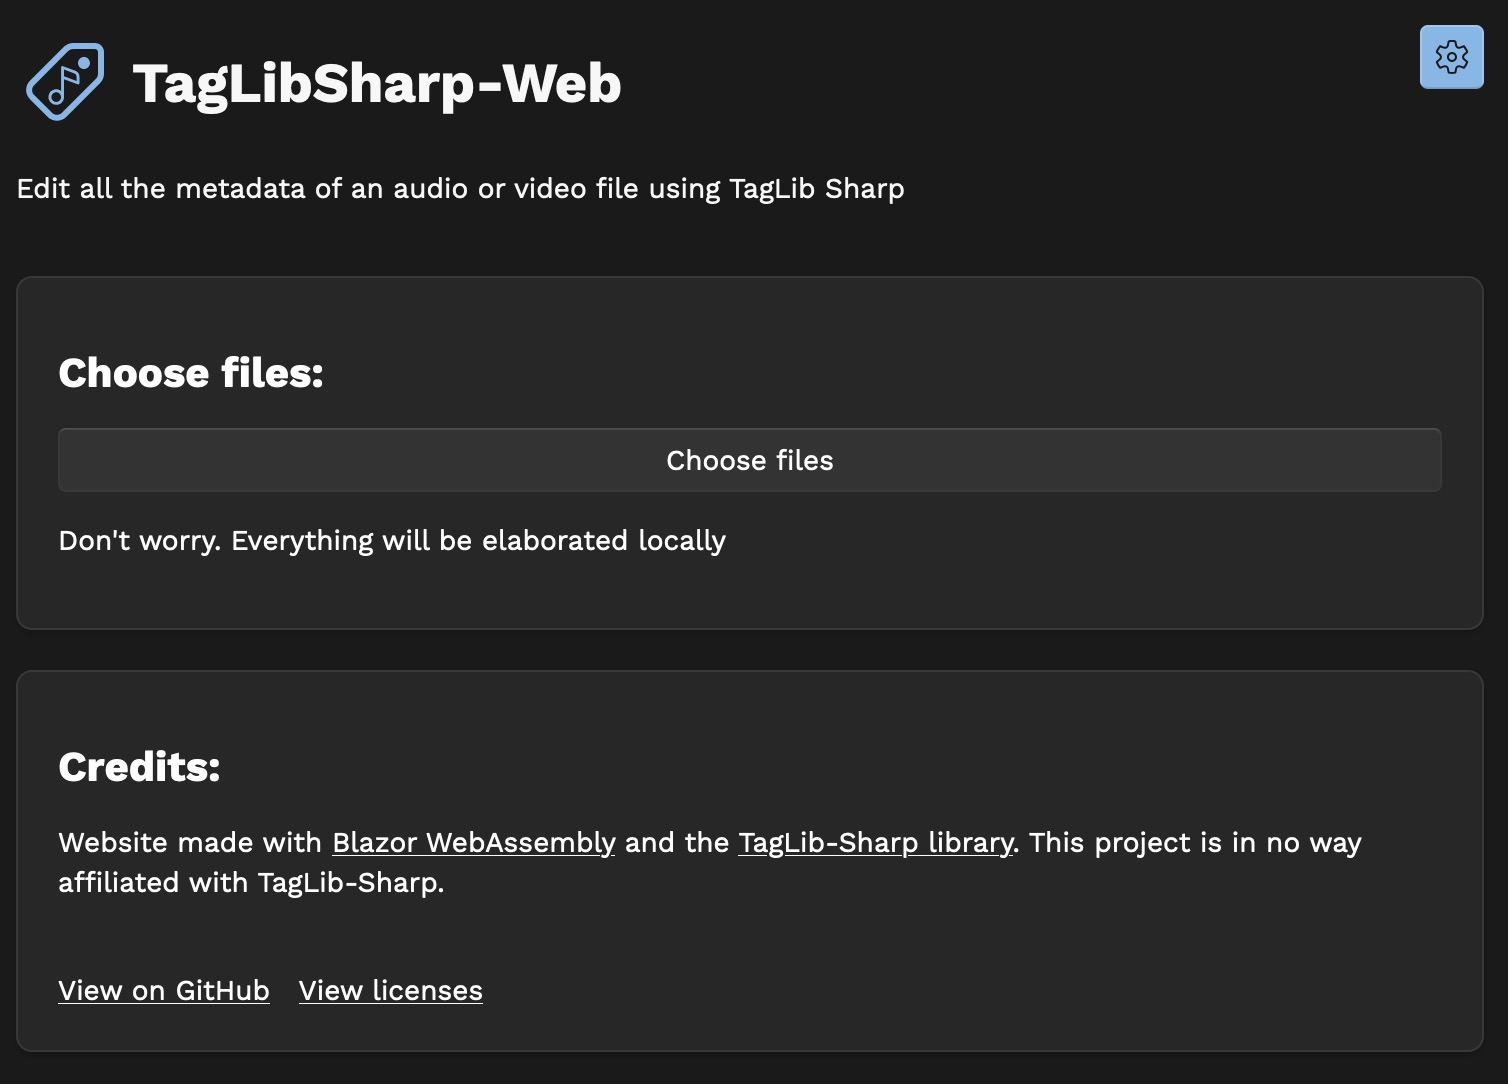 TagLibSharp-Web
Edit all the metadata of an audio or video file using TagLib Sharp
Choose files:
Choose files
Don't worry. Everything will be elaborated locally
Credits:
Website made with Blazor WebAssembly and the TagLib-Sharp library. This project is in no way
affiliated with TagLib-Sharp.
View on GitHub View licenses